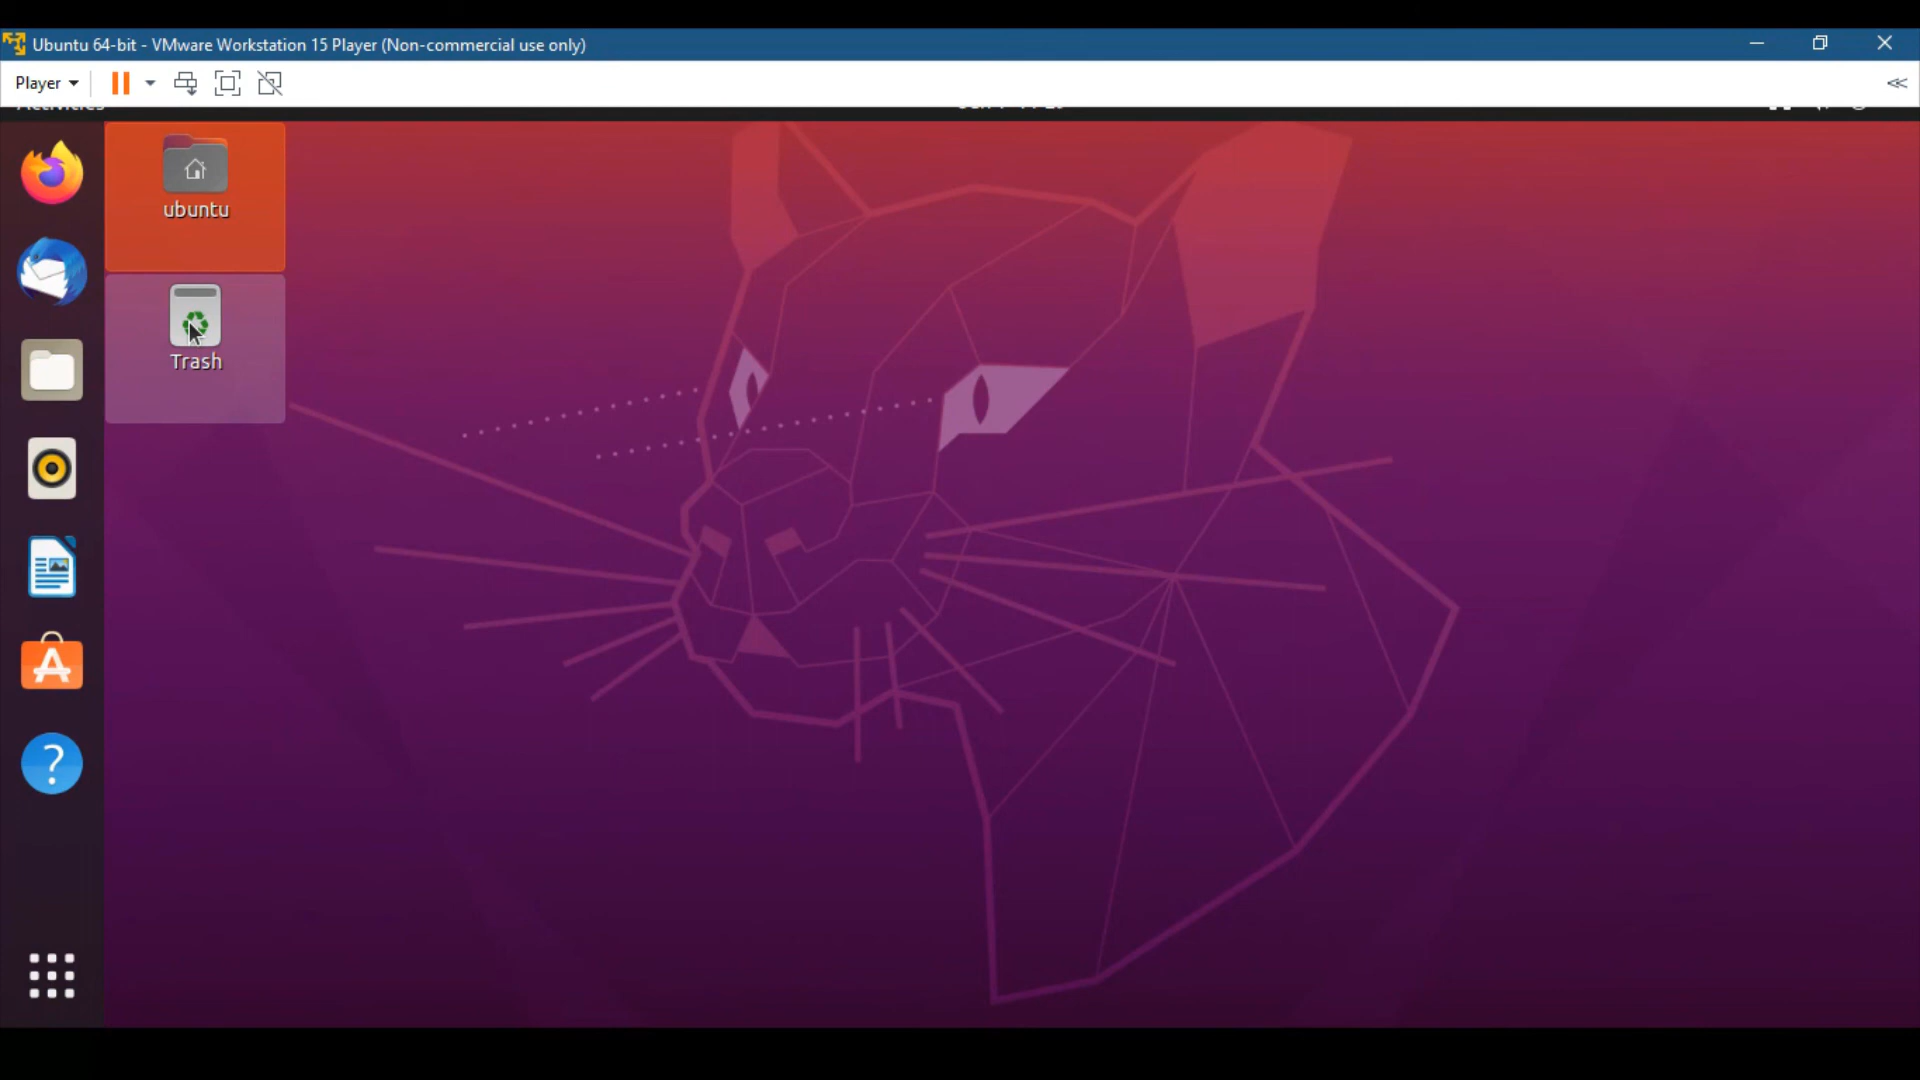 Ubuntu 64-bit - VMware Workstation 15 Player (Non-commercial use only)
Player
ubuntu
Trash